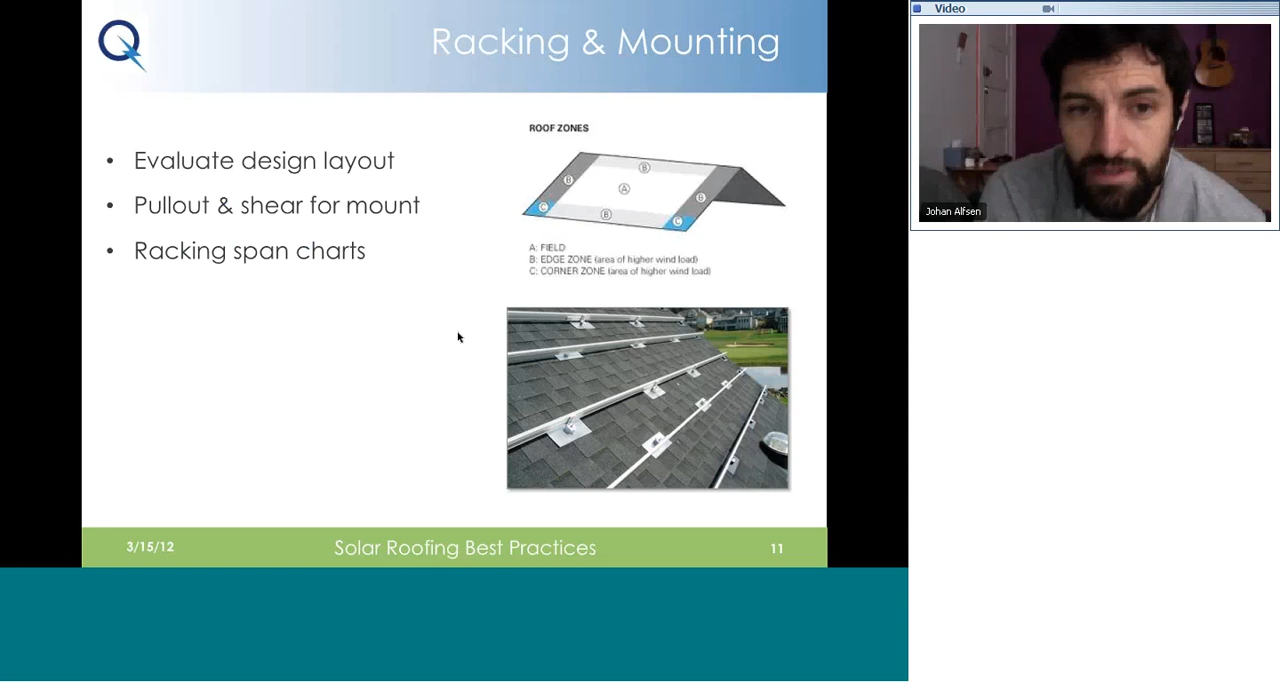 Racking & Mounting
• Evaluate design layout
• Pullout & shear for mount
• Racking span charts
ROOF ZONES
B
B
A
B
C
B
C
A: FIELD
B: EDGE ZONE (area of higher wind load)
C: CORNER ZONE (area of higher wind load)
3/15/12
Solar Roofing Best Practices
11
Video
Johan Alfsen